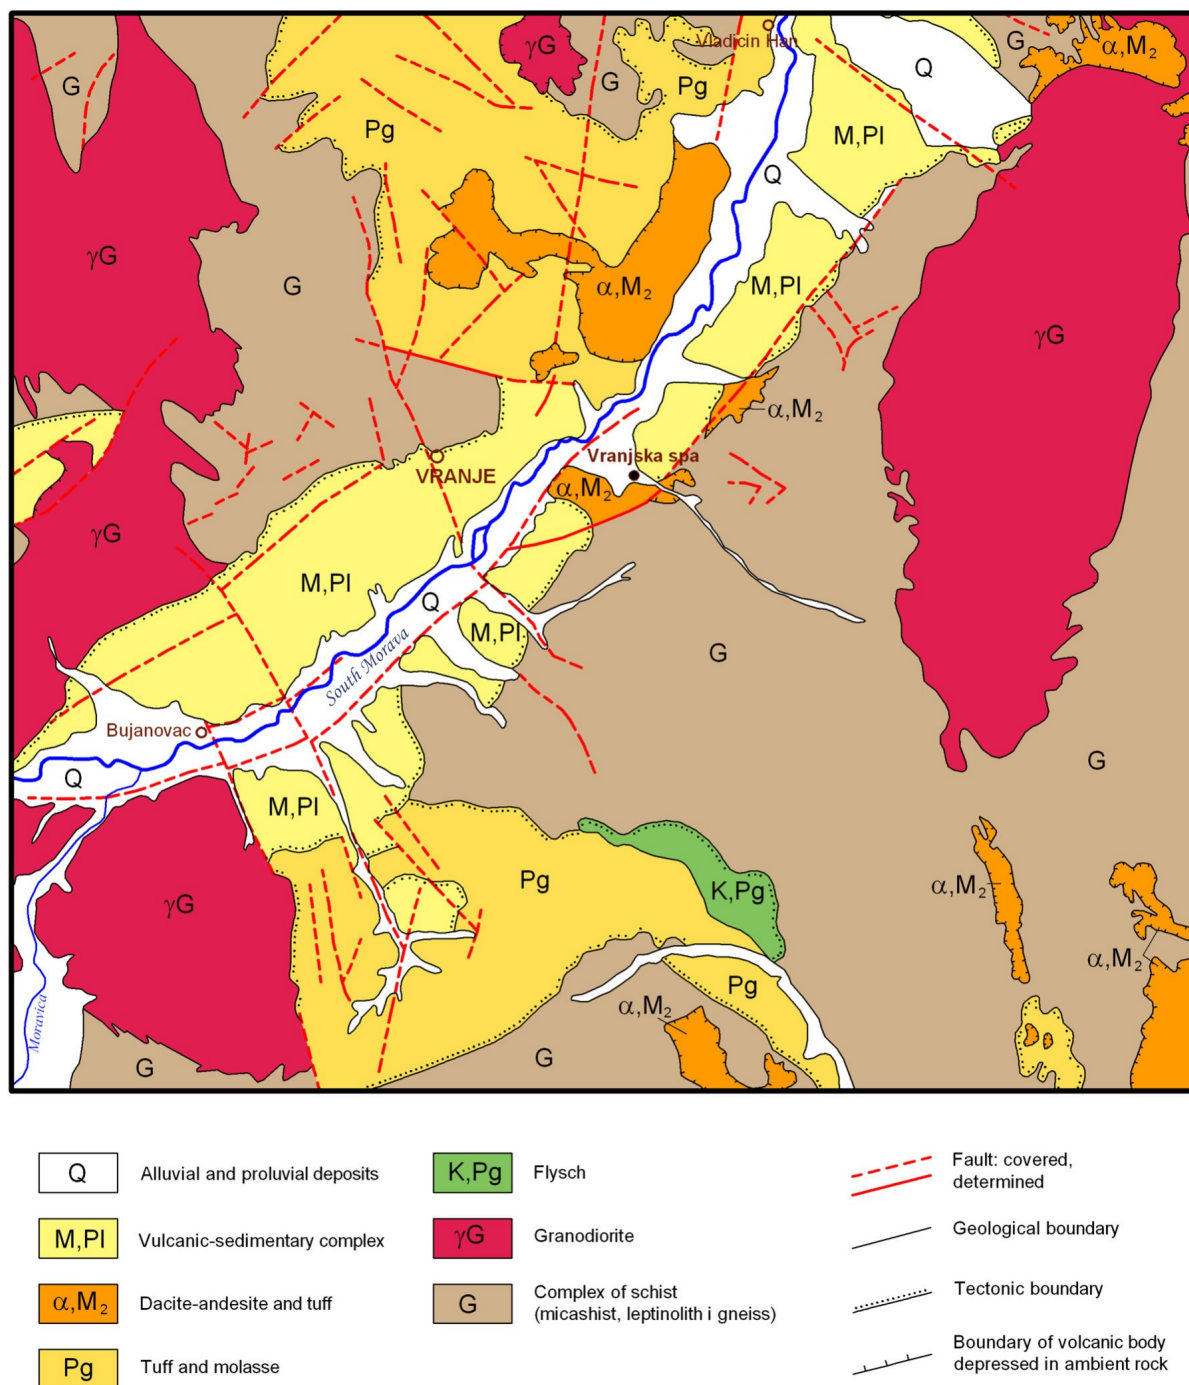 γG
Vladicin Han
G
α,M₂
G
G
Pg
Q
Pg
M,Pl
Q
γG
G
α,M₂
M,Pl
γG
α,M₂
Vranjska spa
VRANJE
α,M₂
γG
M,Pl
Q
M,Pl
G
South Morava
Bujanovac
Q
G
M,Pl
Pg
K,Pg
α,M₂
γG
α,M₂
Pg
α,M₂
Moravica
G
G
Q Alluvial and proluvial deposits
M,Pl Vulcanic-sedimentary complex
α,M₂ Dacite-andesite and tuff
Pg Tuff and molasse
K,Pg Flysch
γG Granodiorite
G Complex of schist
(micashist, leptinolith i gneiss)
Fault: covered,
determined
Geological boundary
Tectonic boundary
Boundary of volcanic body
depressed in ambient rock